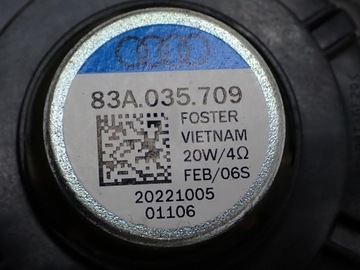 83A.035.709
FOSTER
VIETNAM
20W/4Ω
FEB/06S
20221005
01106